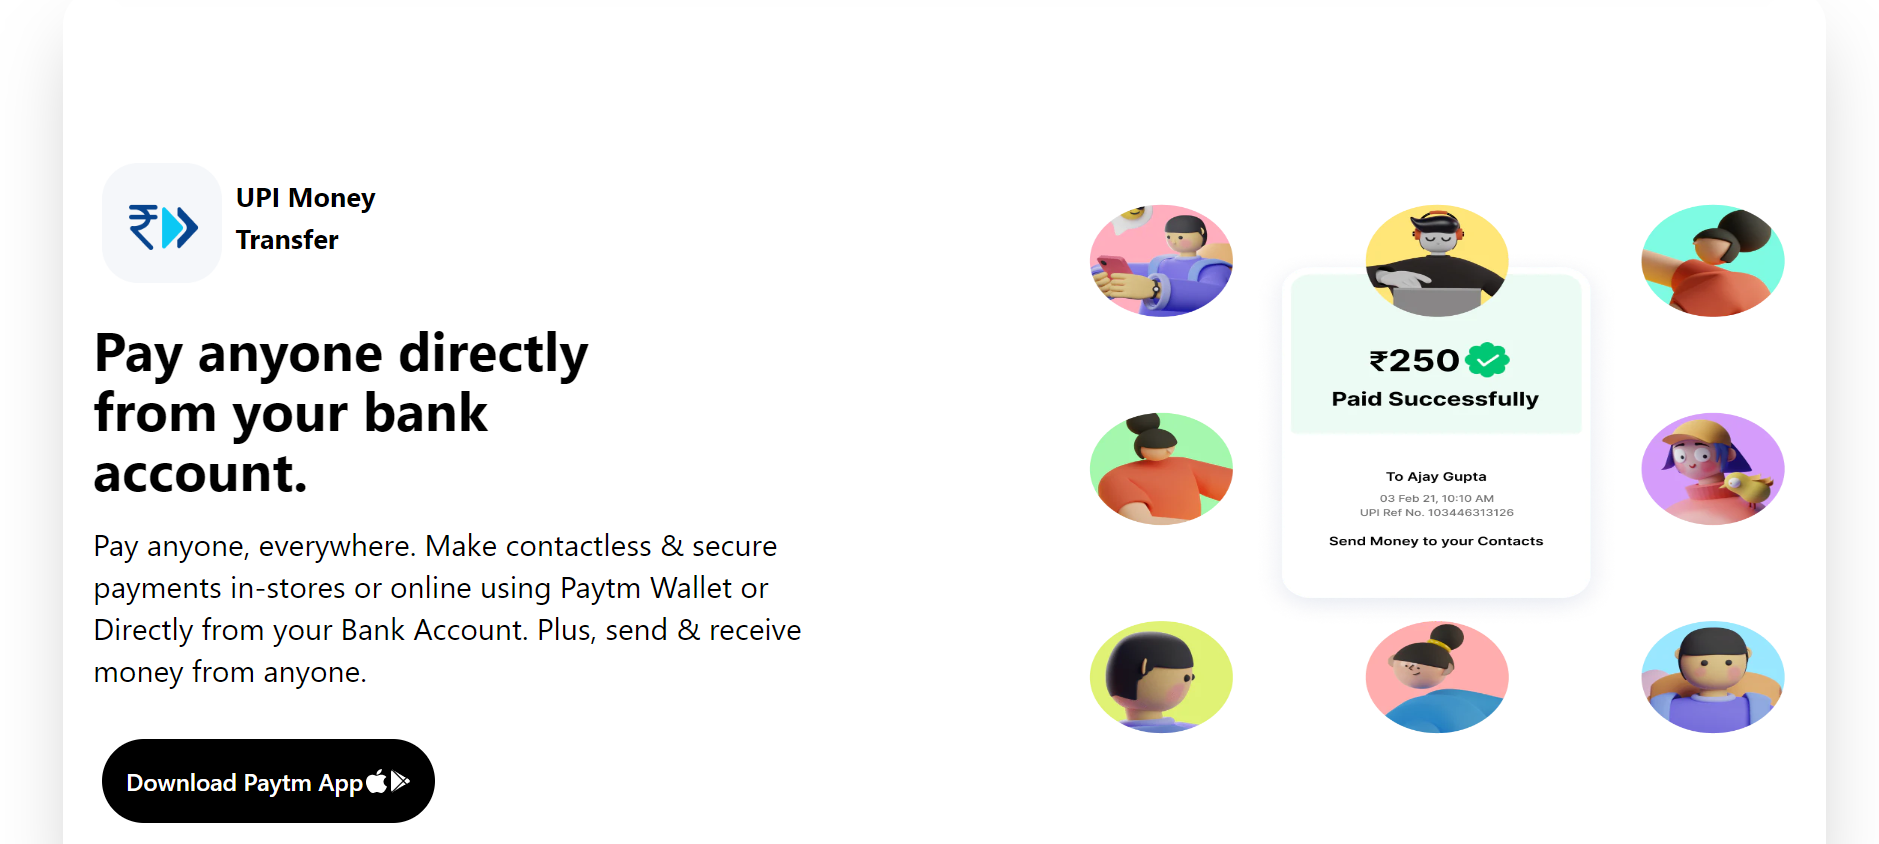 UPI Money
Transfer
Pay anyone directly
from your bank
account.
Pay anyone, everywhere. Make contactless & secure
payments in-stores or online using Paytm Wallet or
Directly from your Bank Account. Plus, send & receive
money from anyone.
Download Paytm App
₹250
Paid Successfully
To Ajay Gupta
03 Feb 21, 10:10 AM
UPI Ref No. 103446313126
Send Money to your Contacts